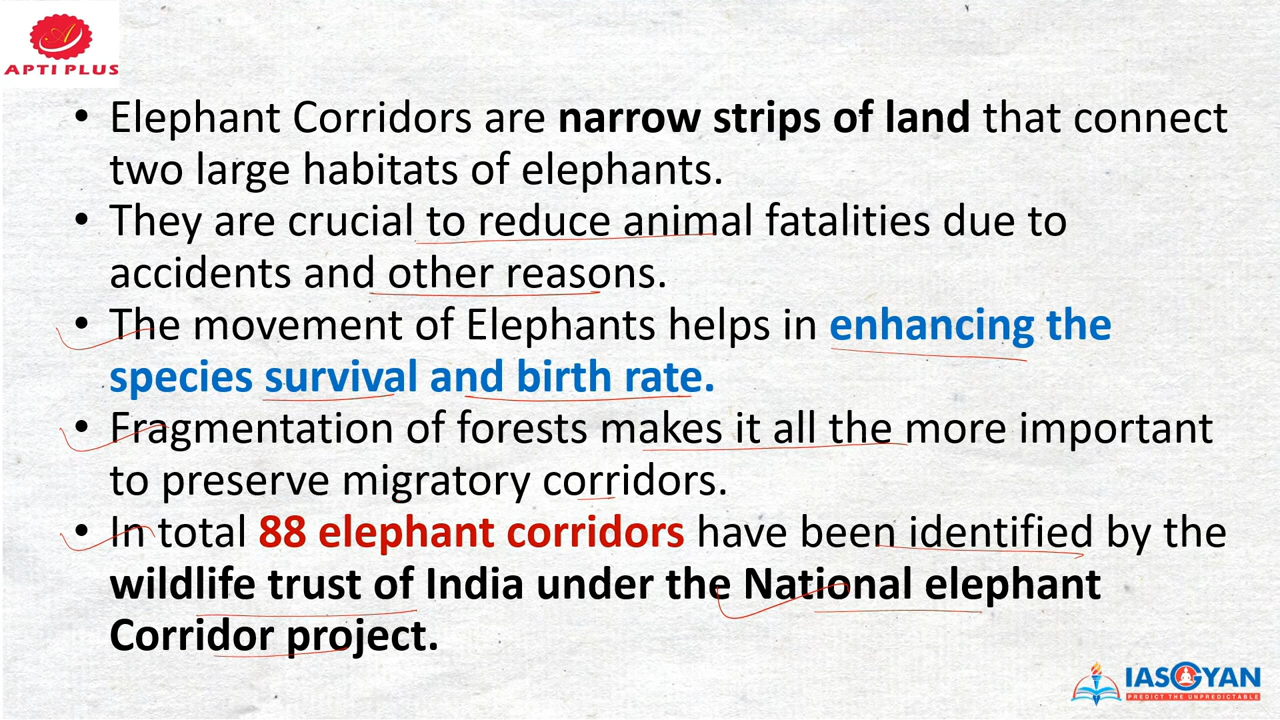 APTI PLUS
• Elephant Corridors are narrow strips of land that connect
two large habitats of elephants.
• They are crucial to reduce animal fatalities due to
accidents and other reasons.
• The movement of Elephants helps in enhancing the
species survival and birth rate.
• Fragmentation of forests makes it all the more important
to preserve migratory corridors.
• In total 88 elephant corridors have been identified by the
wildlife trust of India under the National elephant
Corridor project.
IASGYAN
PREDICT THE UNPREDICTABLE